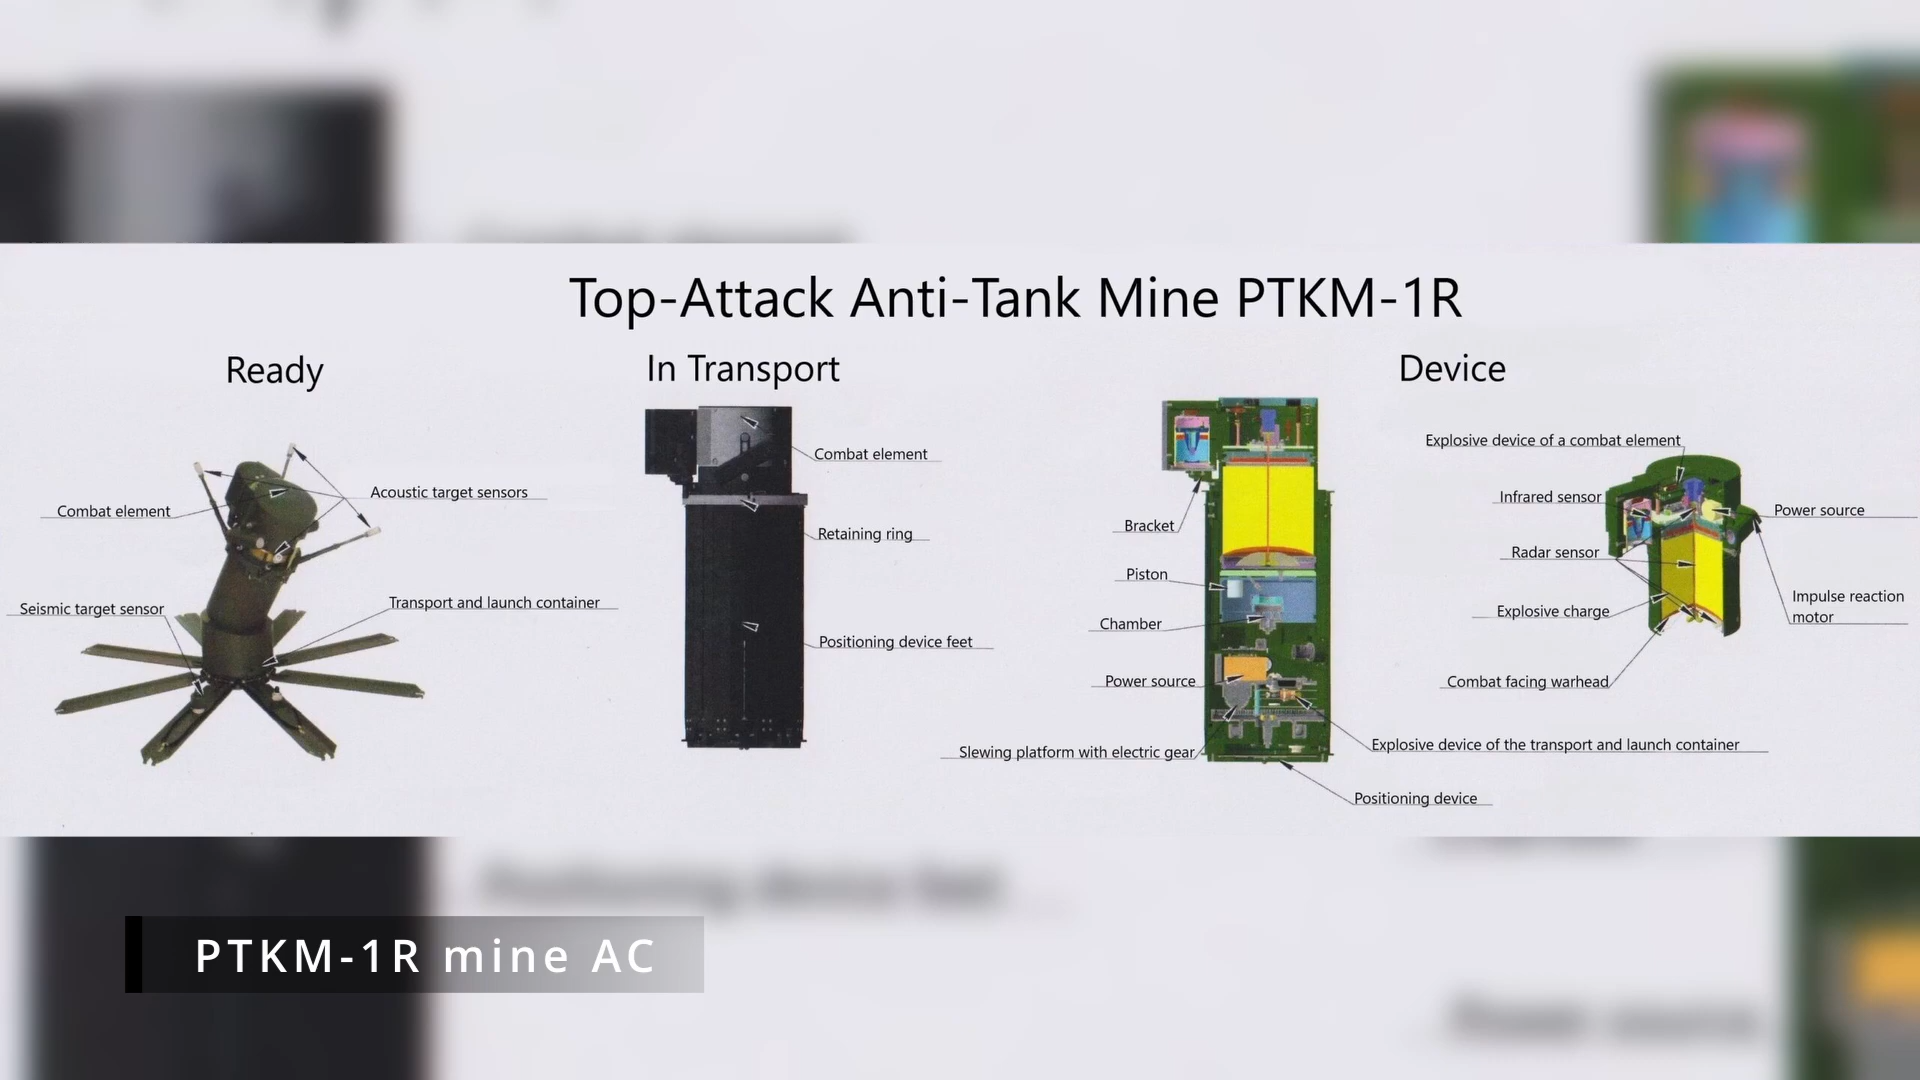 Top-Attack Anti-Tank Mine PTKM-1R
Ready
Combat element
Acoustic target sensors
Seismic target sensor
Transport and launch container
In Transport
Combat element
Retaining ring
Positioning device feet
Device
Bracket
Piston
Chamber
Power source
Slewing platform with electric gear
Explosive device of the transport and launch container
Positioning device
Explosive device of a combat element
Infrared sensor
Radar sensor
Explosive charge
Combat facing warhead
Power source
Impulse reaction
motor
Positioning device feet
PTKM-1R mine AC